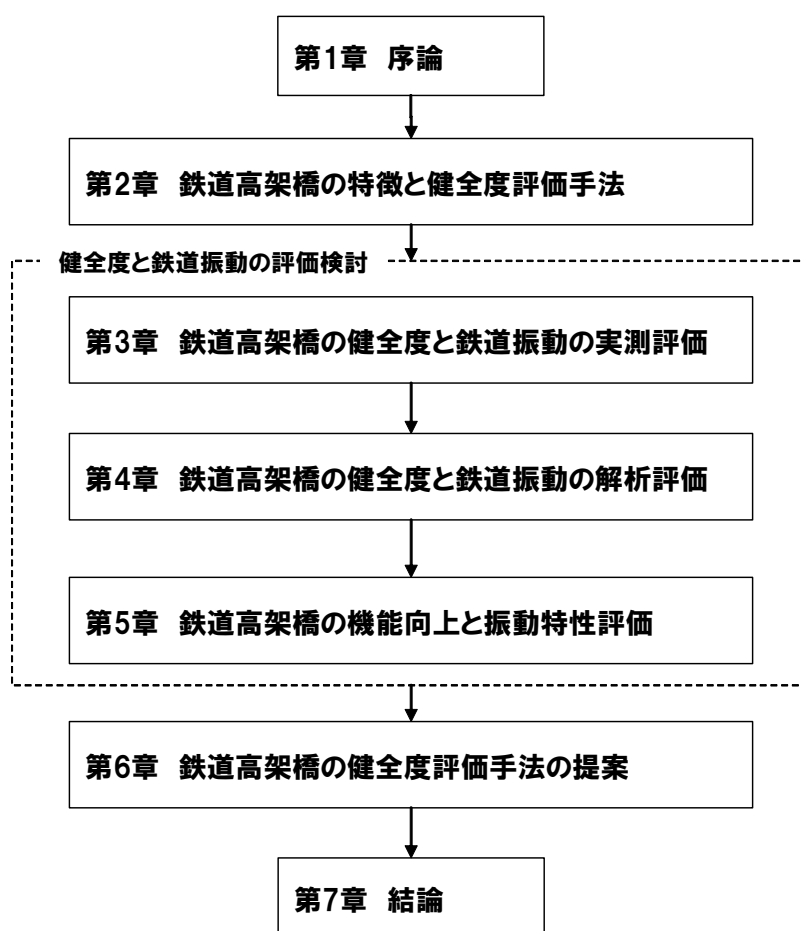 第1章　序論
第2章　鉄道高架橋の特徴と健全度評価手法
健全度と鉄道振動の評価検討
第3章　鉄道高架橋の健全度と鉄道振動の実測評価
第4章　鉄道高架橋の健全度と鉄道振動の解析評価
第5章　鉄道高架橋の機能向上と振動特性評価
第6章　鉄道高架橋の健全度評価手法の提案
第7章　結論